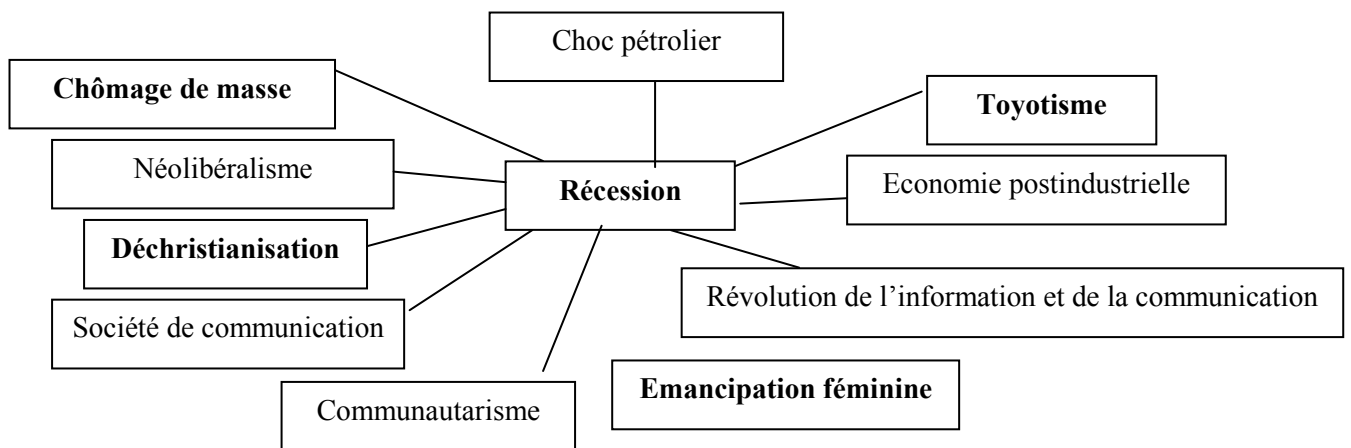 Choc pétrolier
Chômage de masse
Toyotisme
Néolibéralisme
Récession
Economie postindustrielle
Déchristianisation
Révolution de l’information et de la communication
Société de communication
Emancipation féminine
Communautarisme